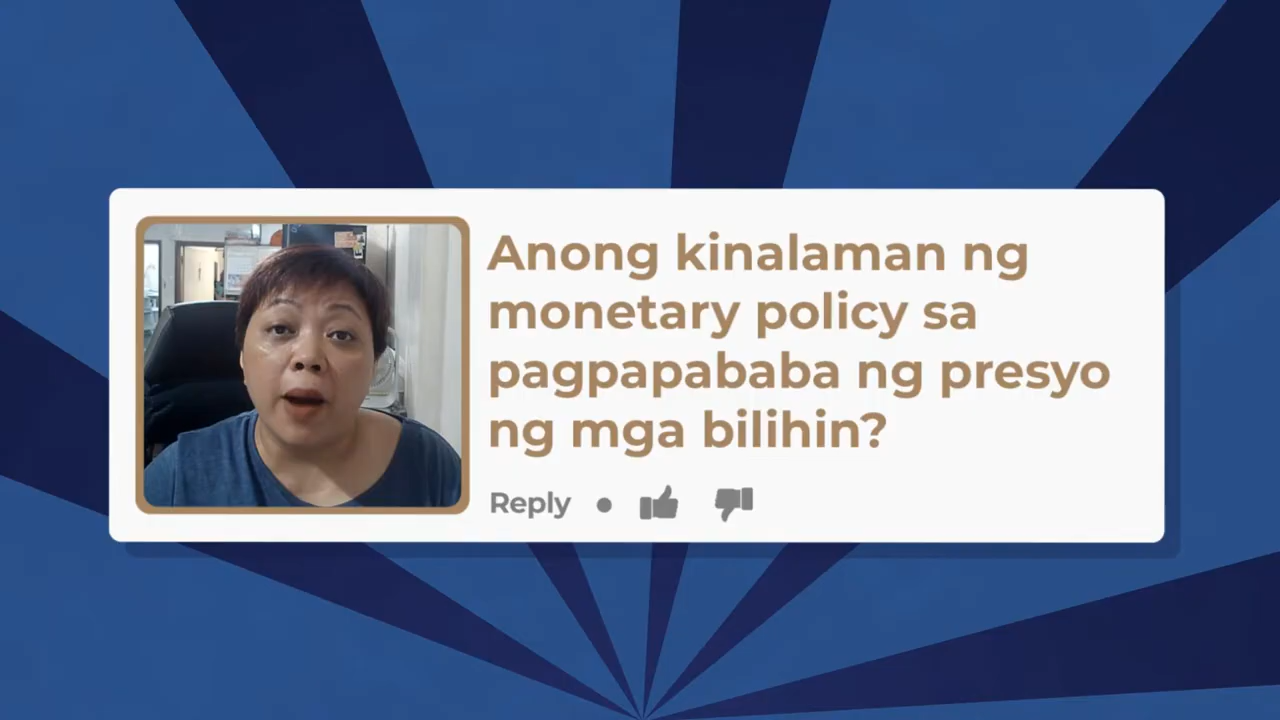 Anong kinalaman ng
monetary policy sa
pagpapababa ng presyo
ng mga bilihin?
Reply